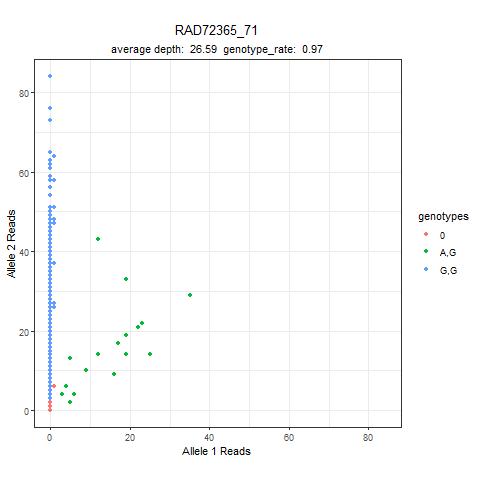 RAD72365_71
average depth: 26.59 genotype_rate: 0.97
80
60
40
20
0
Allele 2 Reads
0 20 40 60 80
Allele 1 Reads
genotypes
0
A,G
G,G